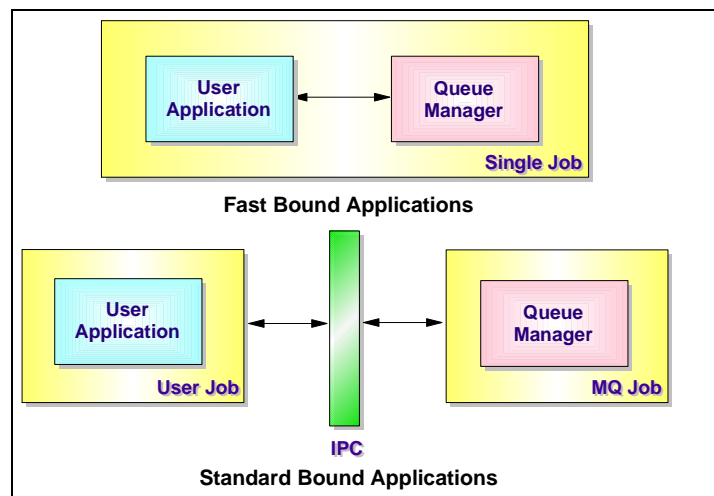 User
Application
Queue
Manager
Single Job
Fast Bound Applications
User
Application
User Job
Queue
Manager
MQ Job
IPC
Standard Bound Applications